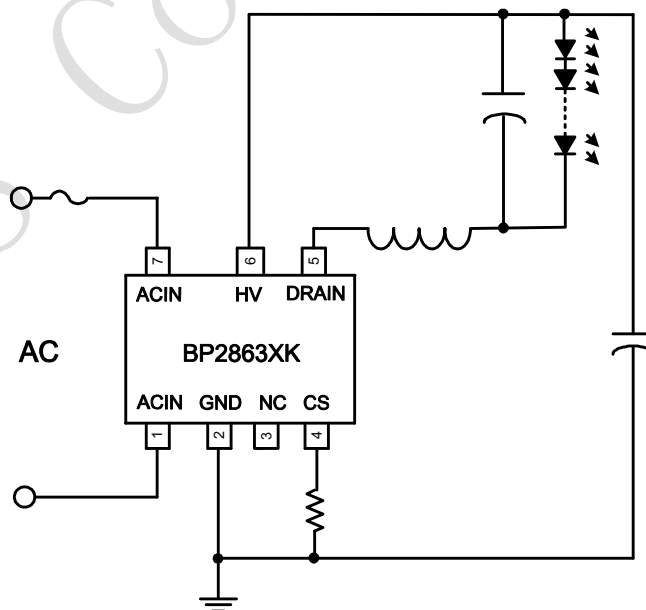 7 6 5
ACIN HV DRAIN
AC BP2863XK
ACIN GND NC CS
1 2 3 4